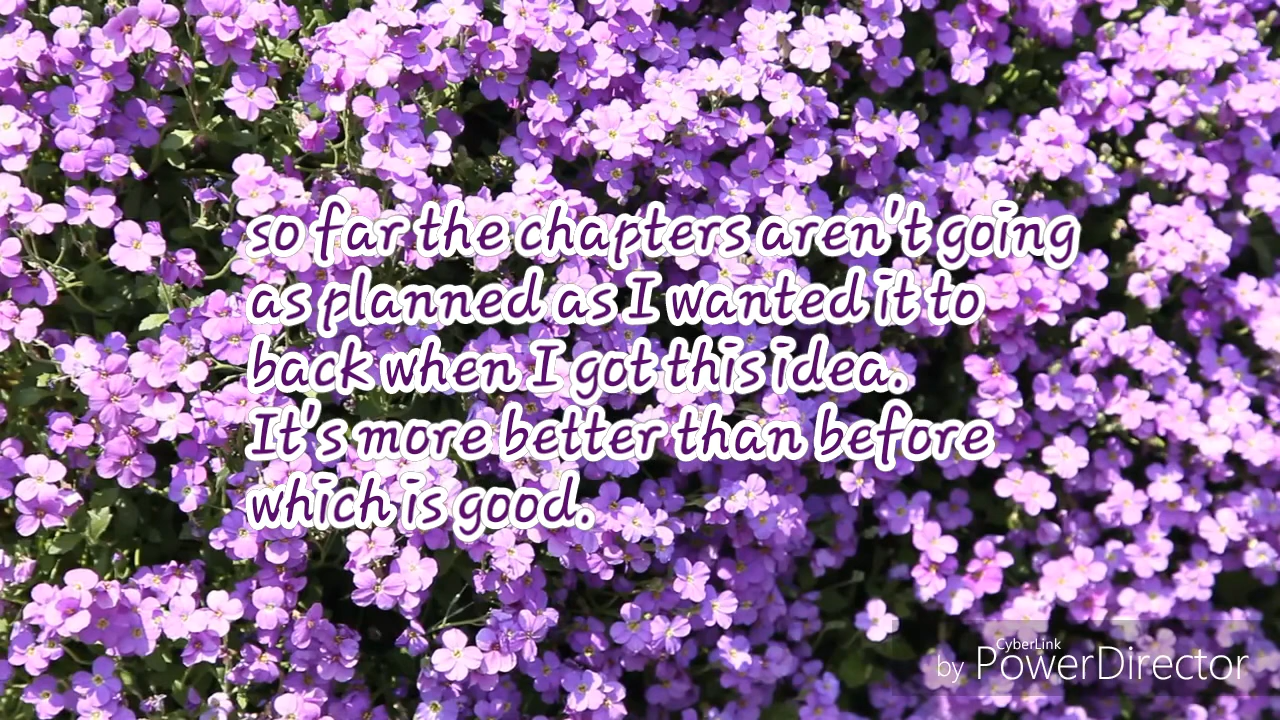 so far the chapters aren't going
as planned as I wanted it to
back when I got this idea.
It's more better than before
which is good.
CyberLink
by PowerDirector